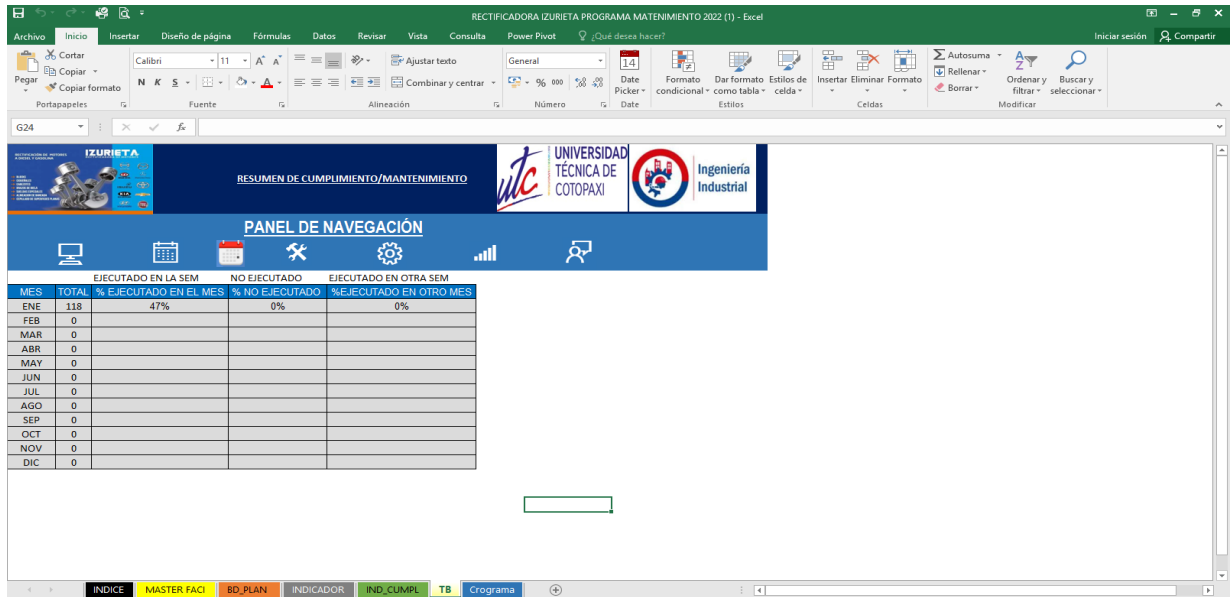 RECTIFICADORA IZURIETA PROGRAMA MATENIMIENTO 2022 (1) - Excel
Archivo Inicio Insertar Diseño de página Fórmulas Datos Revisar Vista Consulta Power Pivot ¿Qué desea hacer? Iniciar sesión Compartir
Pegar
Cortar
Copiar
Copiar formato
Portapapeles
Calibri 11
N K S
Fuente
Ajustar texto
Combinar y centrar
Alineación
General
% 000
Número
14
Date Picker
Date
Formato condicional
Dar formato como tabla
Estilos de celda
Estilos
Insertar Eliminar Formato
Celdas
Autosuma
Rellenar
Borrar
Ordenar y filtrar
Buscar y seleccionar
Modificar
G24 fx
RECTIFICACIÓN DE MOTORES
A DIESEL Y GASOLINA
IZURIETA
RESUMEN DE CUMPLIMIENTO/MANTENIMIENTO
utc
UNIVERSIDAD
TÉCNICA DE
COTOPAXI
Ingeniería
Industrial
PANEL DE NAVEGACIÓN
EJECUTADO EN LA SEM NO EJECUTADO EJECUTADO EN OTRA SEM
MES TOTAL % EJECUTADO EN EL MES % NO EJECUTADO %EJECUTADO EN OTRO MES
ENE 118 47% 0% 0%
FEB 0
MAR 0
ABR 0
MAY 0
JUN 0
JUL 0
AGO 0
SEP 0
OCT 0
NOV 0
DIC 0
INDICE MASTER FACI BD_PLAN INDICADOR IND_CUMPL TB Crograma